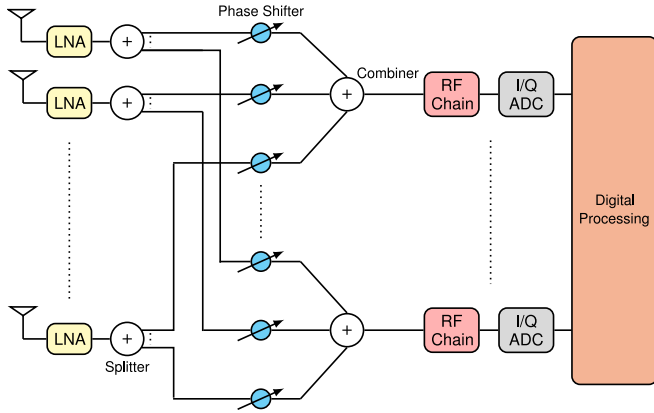 Phase Shifter
LNA
+
Combiner
LNA
+
+
RF
Chain
I/Q
ADC
Digital
Processing
LNA
+
Splitter
+
RF
Chain
I/Q
ADC